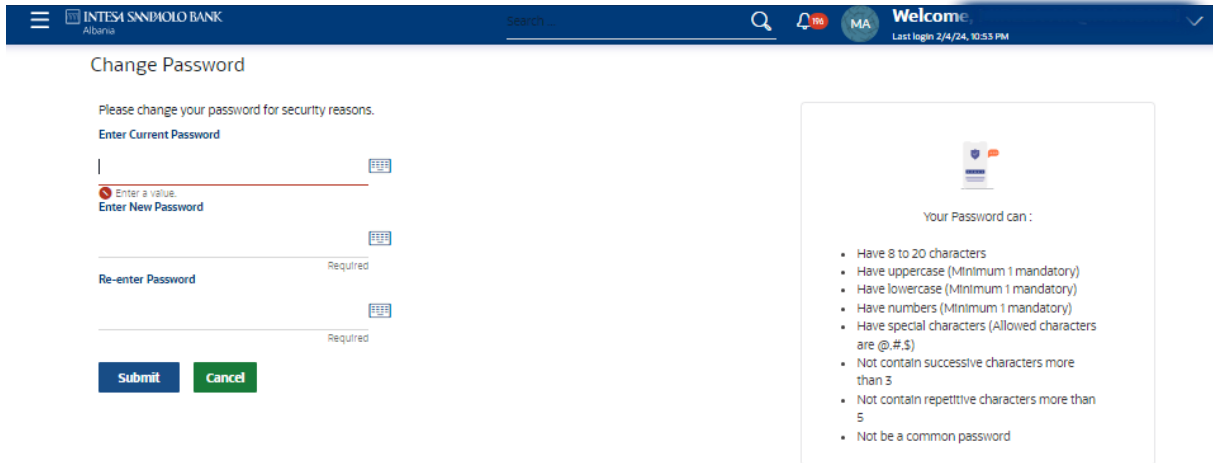 INTESA SANPAOLO BANK
Albania
Search ...
196
MA
Welcome,
Last login 2/4/24, 10:53 PM
Change Password
Please change your password for security reasons.
Enter Current Password
Enter a value.
Enter New Password
Required
Re-enter Password
Required
Submit
Cancel
Your Password can :
• Have 8 to 20 characters
• Have uppercase (Minimum 1 mandatory)
• Have lowercase (Minimum 1 mandatory)
• Have numbers (Minimum 1 mandatory)
• Have special characters (Allowed characters
are @,#,$)
• Not contain successive characters more
than 3
• Not contain repetitive characters more than
5
• Not be a common password